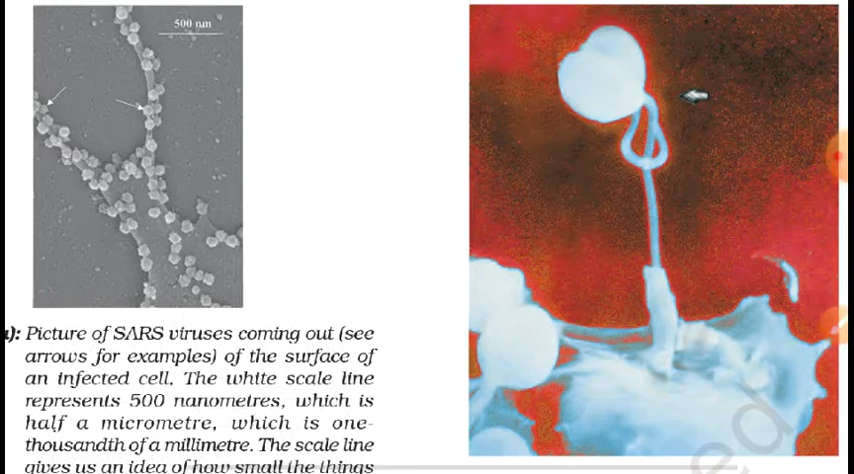 500 nm
a): Picture of SARS viruses coming out (see
arrows for examples) of the surface of
an infected cell. The white scale line
represents 500 nanometres, which is
half a micrometre, which is one-
thousandth of a millimetre. The scale line
gives us an idea of how small the things
ed